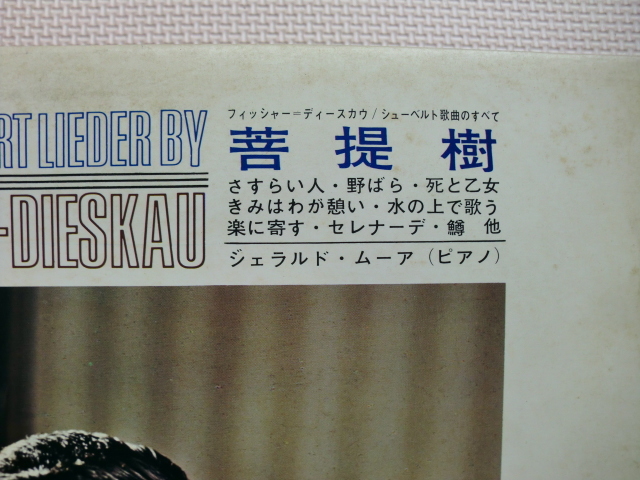 RT LIEDER BY
-DIESKAU
フィッシャー=ディースカウ/シューベルト歌曲のすべて
菩提樹
さすらい人・野ばら・死と乙女
きみはわが憩い・水の上で歌う
楽に寄す・セレナーデ・鱒 他
ジェラルド・ムーア(ピアノ)